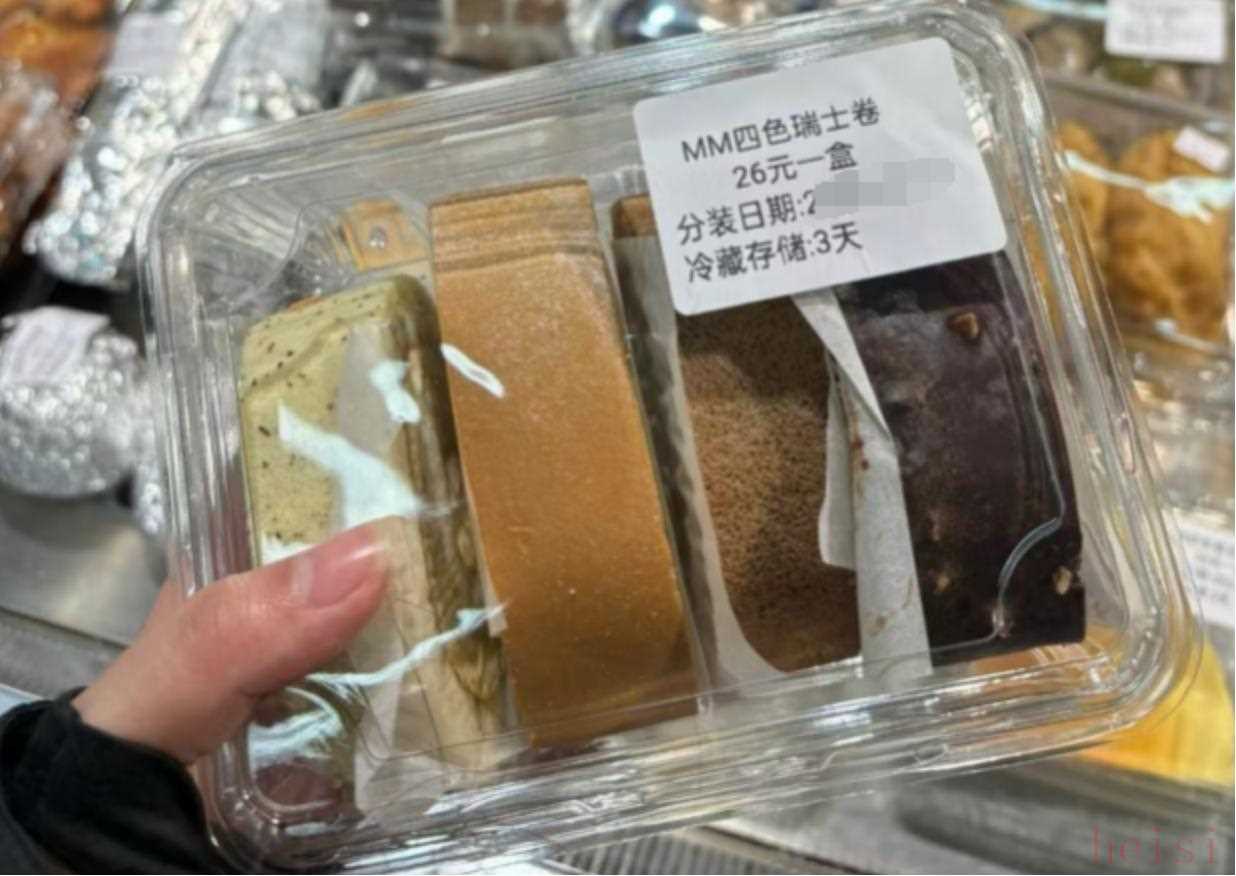 MM四色瑞士卷
26元一盒
分装日期:2
冷藏存储:3天
heisi